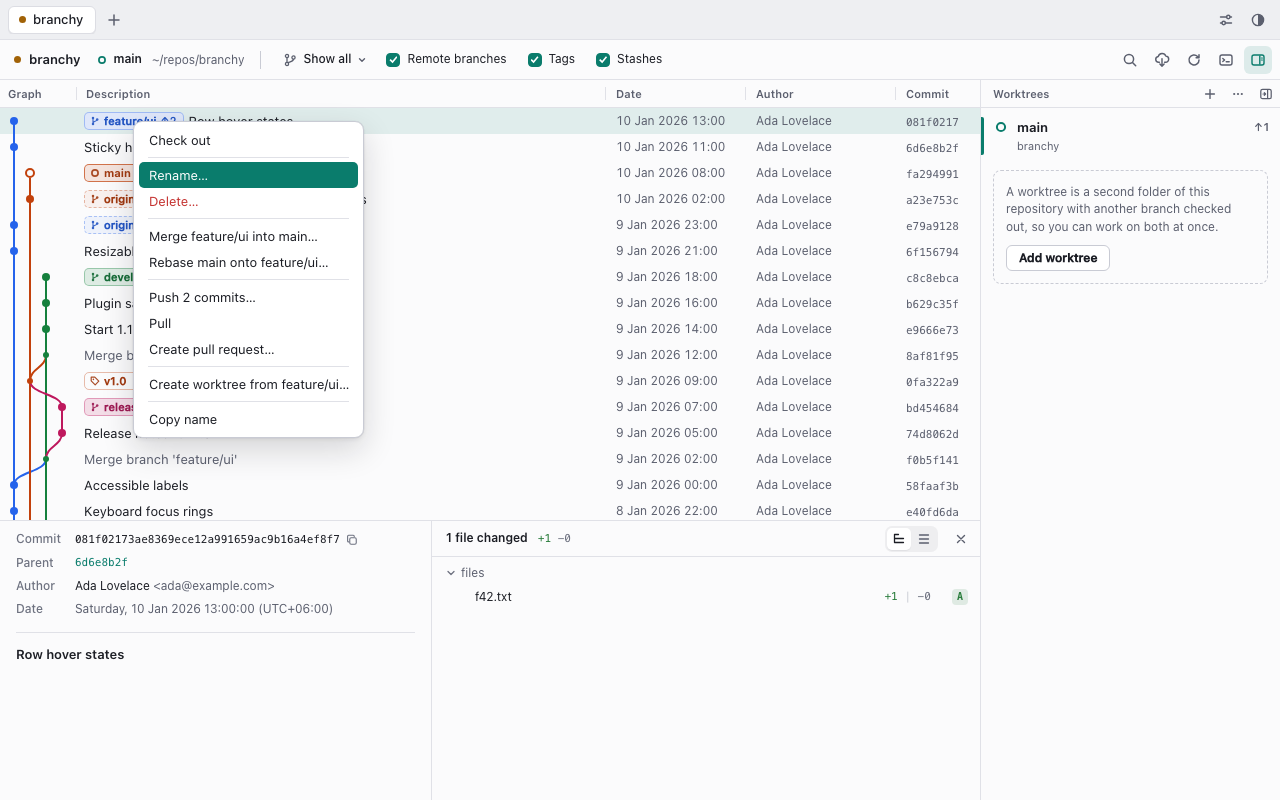 branchy
branchy main ~/repos/branchy Show all Remote branches Tags Stashes
Graph Description Date Author Commit Worktrees
feature/ui ↑2 Row hover states 10 Jan 2026 13:00 Ada Lovelace 081f0217
Sticky h 10 Jan 2026 11:00 Ada Lovelace 6d6e8b2f
main 10 Jan 2026 08:00 Ada Lovelace fa294991
origin 10 Jan 2026 02:00 Ada Lovelace a23e753c
origin 9 Jan 2026 23:00 Ada Lovelace e79a9128
Resizab 9 Jan 2026 21:00 Ada Lovelace 6f156794
devel 9 Jan 2026 18:00 Ada Lovelace c8c8ebca
Plugin sa 9 Jan 2026 16:00 Ada Lovelace b629c35f
Start 1.1 9 Jan 2026 14:00 Ada Lovelace e9666e73
Merge b 9 Jan 2026 12:00 Ada Lovelace 8af81f95
v1.0 9 Jan 2026 09:00 Ada Lovelace 0fa322a9
releas 9 Jan 2026 07:00 Ada Lovelace bd454684
Release 9 Jan 2026 05:00 Ada Lovelace 74d8062d
Merge branch 'feature/ui' 9 Jan 2026 02:00 Ada Lovelace f0b5f141
Accessible labels 9 Jan 2026 00:00 Ada Lovelace 58faaf3b
Keyboard focus rings 8 Jan 2026 22:00 Ada Lovelace e40fd6da
Check out
Rename...
Delete...
Merge feature/ui into main...
Rebase main onto feature/ui...
Push 2 commits...
Pull
Create pull request...
Create worktree from feature/ui...
Copy name
main ↑1
branchy
A worktree is a second folder of this
repository with another branch checked
out, so you can work on both at once.
Add worktree
Commit 081f02173ae8369ece12a991659ac9b16a4ef8f7
Parent 6d6e8b2f
Author Ada Lovelace <ada@example.com>
Date Saturday, 10 Jan 2026 13:00:00 (UTC+06:00)
Row hover states
1 file changed +1 −0
files
f42.txt +1 | −0 A